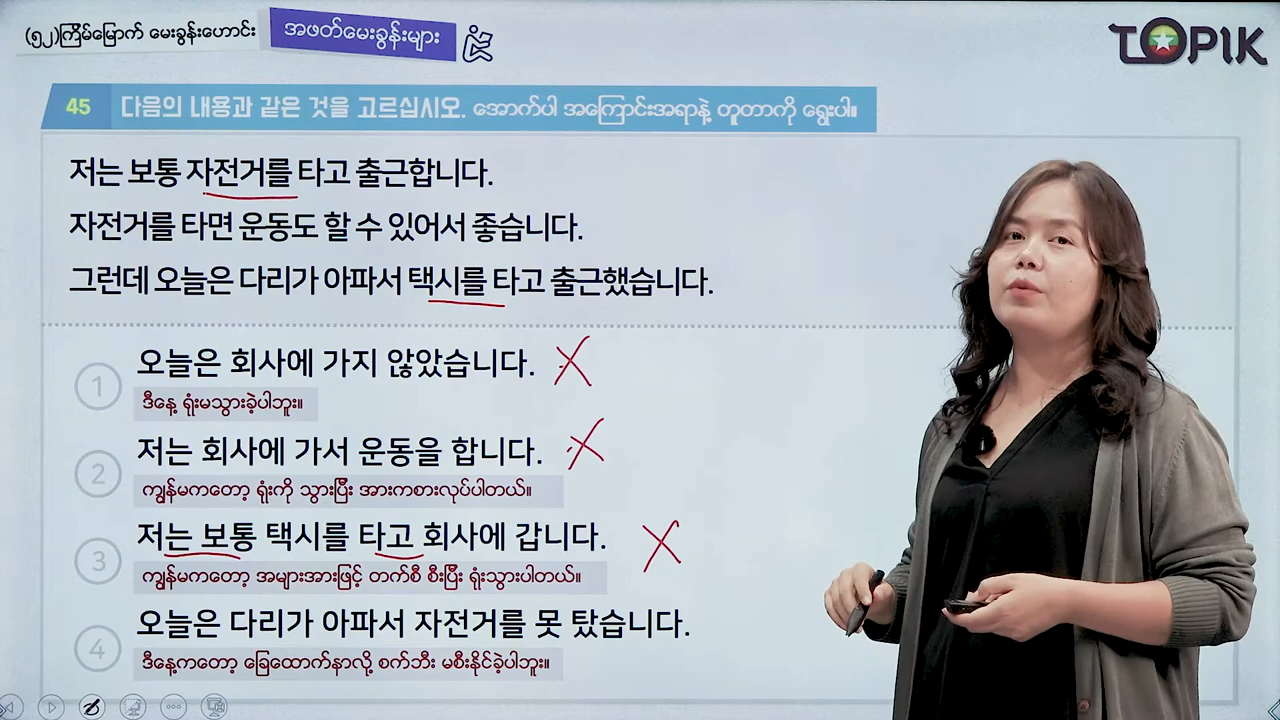 (၅၂)ကြိမ်မြောက် မေးခွန်းဟောင်း
အဖတ်မေးခွန်းများ
TOPIK
45 다음의 내용과 같은 것을 고르십시오. အောက်ပါ အကြောင်းအရာနဲ့ တူတာကို ရွေးပါ။
저는 보통 자전거를 타고 출근합니다.
자전거를 타면 운동도 할 수 있어서 좋습니다.
그런데 오늘은 다리가 아파서 택시를 타고 출근했습니다.
1 오늘은 회사에 가지 않았습니다.
ဒီနေ့ ရုံးမသွားခဲ့ပါဘူး။
2 저는 회사에 가서 운동을 합니다.
ကျွန်မကတော့ ရုံးကို သွားပြီး အားကစားလုပ်ပါတယ်။
3 저는 보통 택시를 타고 회사에 갑니다.
ကျွန်မကတော့ အများအားဖြင့် တက်စီ စီးပြီး ရုံးသွားပါတယ်။
4 오늘은 다리가 아파서 자전거를 못 탔습니다.
ဒီနေ့ကတော့ ခြေထောက်နာလို့ စက်ဘီး မစီးနိုင်ခဲ့ပါဘူး။